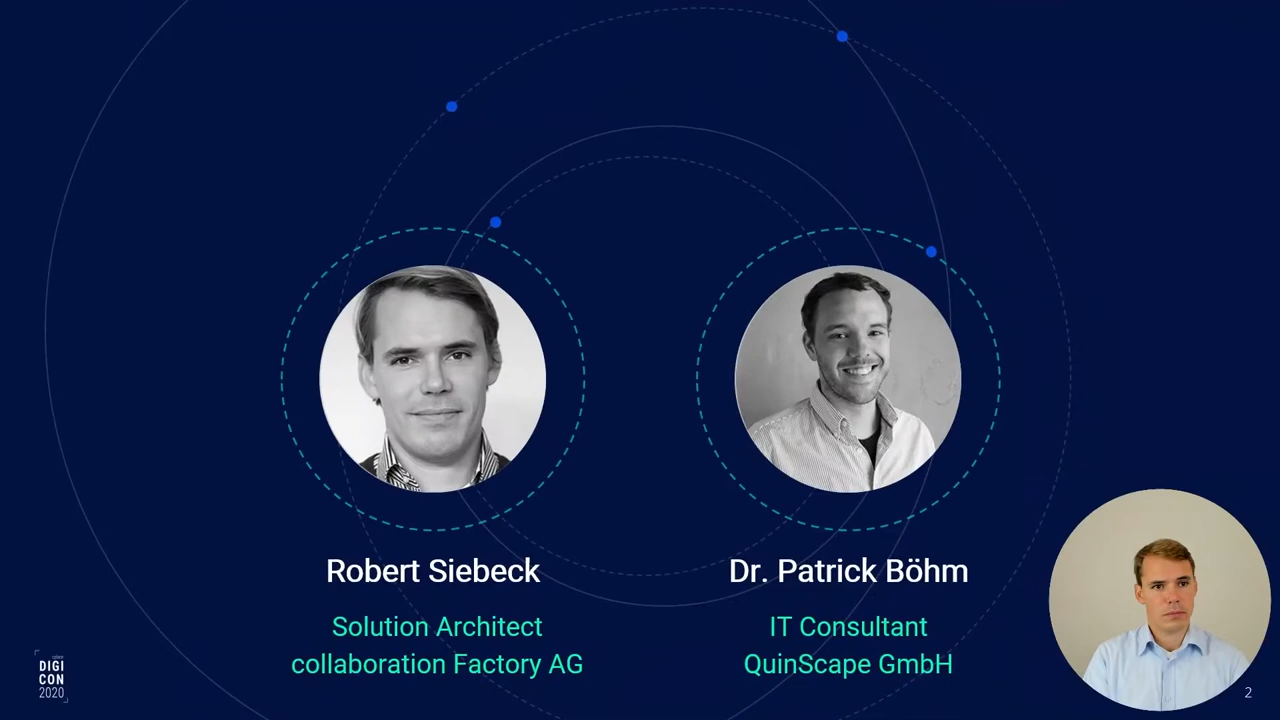 Robert Siebeck
Solution Architect
collaboration Factory AG
Dr. Patrick Böhm
IT Consultant
QuinScape GmbH
DIGI
CON
2020
2